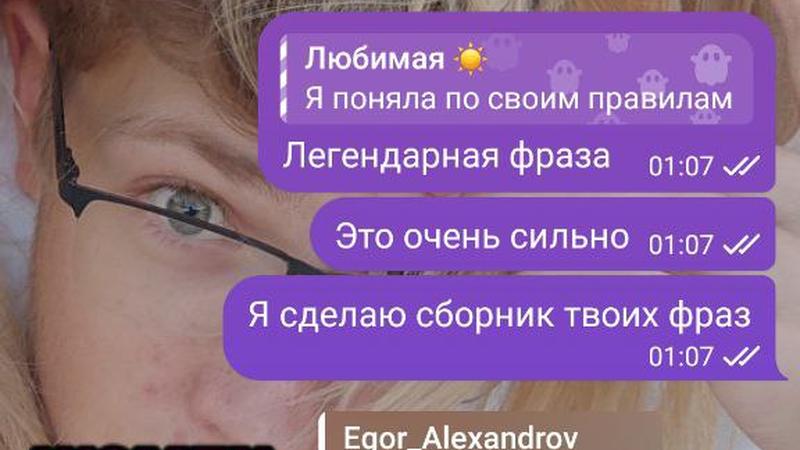 Любимая ☀️
Я поняла по своим правилам
Легендарная фраза 01:07
Это очень сильно 01:07
Я сделаю сборник твоих фраз
01:07
Egor_Alexandrov